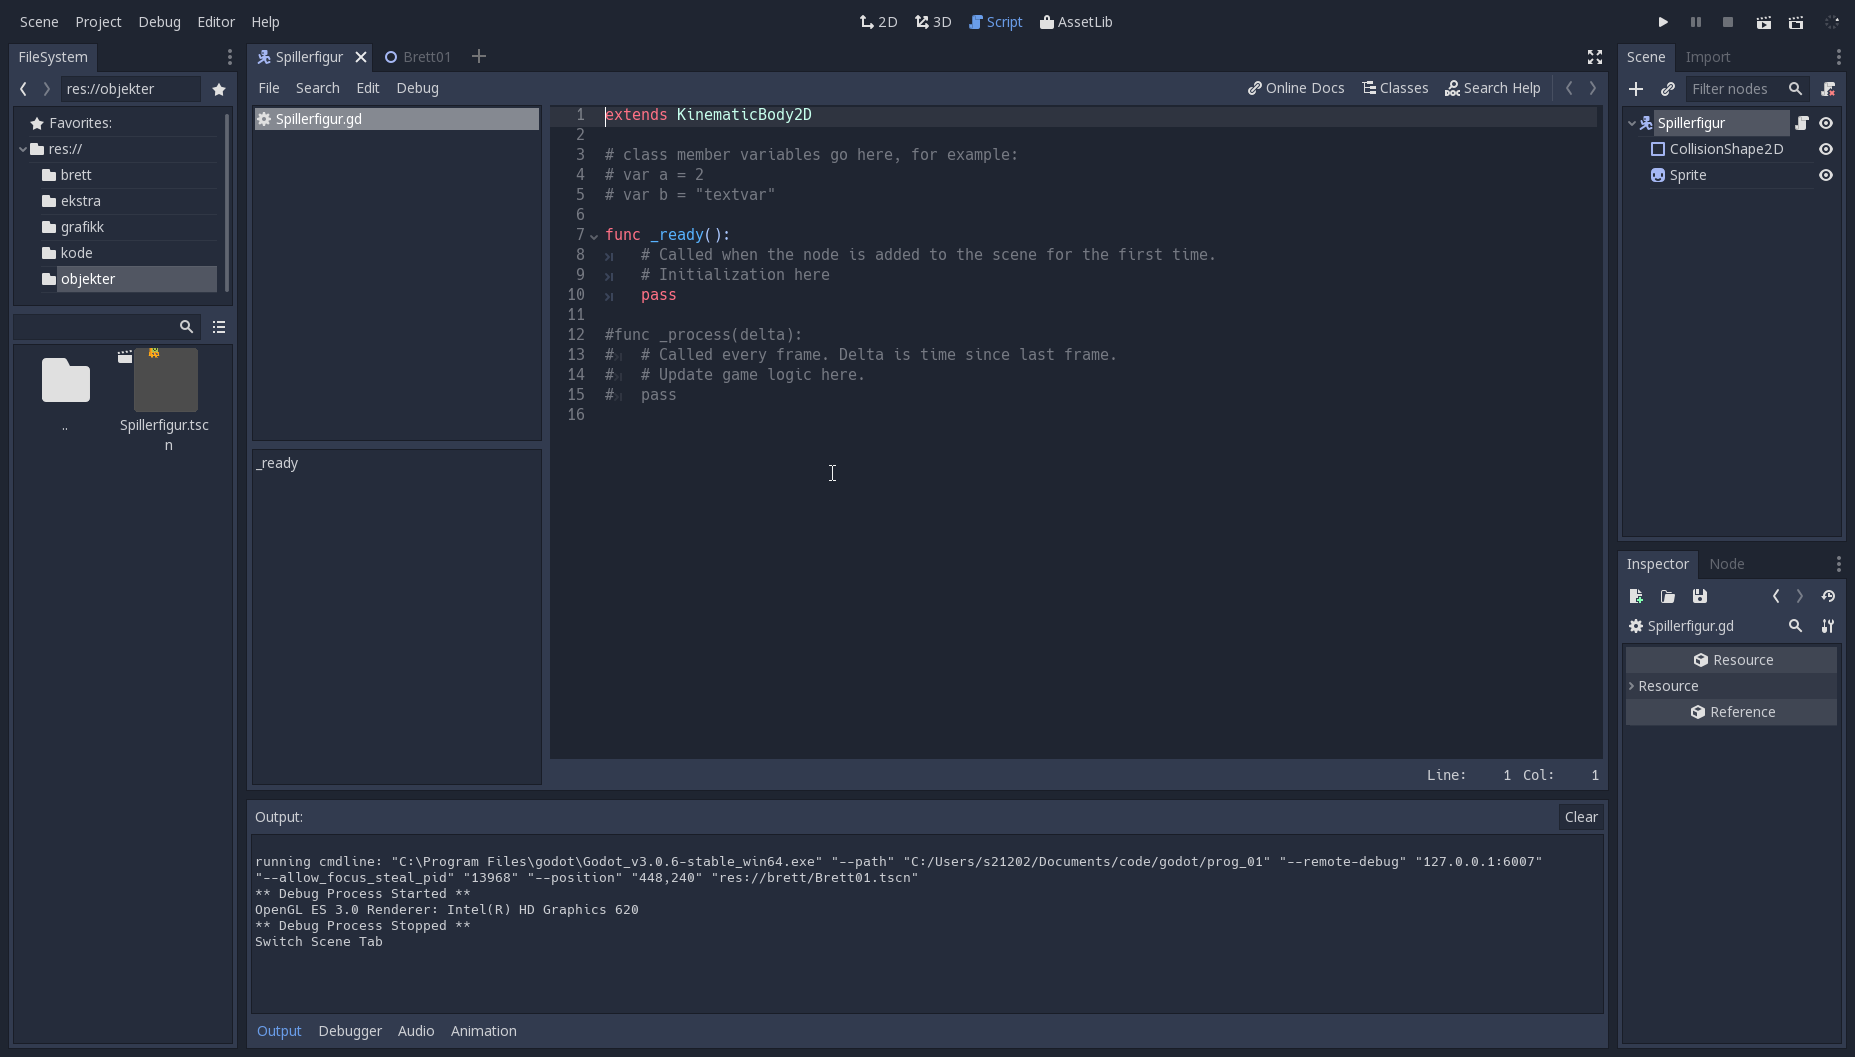 Scene Project Debug Editor Help
2D 3D Script AssetLib
FileSystem
res://objekter
Favorites:
res://
brett
ekstra
grafikk
kode
objekter
..
Spillerfigur.tsc
n
Spillerfigur Brett01
File Search Edit Debug
Online Docs Classes Search Help
Spillerfigur.gd
_ready
1 extends KinematicBody2D
2
3 # class member variables go here, for example:
4 # var a = 2
5 # var b = "textvar"
6
7 func _ready():
8 # Called when the node is added to the scene for the first time.
9 # Initialization here
10 pass
11
12 #func _process(delta):
13 # # Called every frame. Delta is time since last frame.
14 # # Update game logic here.
15 # pass
16
Line: 1 Col: 1
Output:
Clear
running cmdline: "C:\Program Files\godot\Godot_v3.0.6-stable_win64.exe" "--path" "C:/Users/s21202/Documents/code/godot/prog_01" "--remote-debug" "127.0.0.1:6007"
"--allow_focus_steal_pid" "13968" "--position" "448,240" "res://brett/Brett01.tscn"
** Debug Process Started **
OpenGL ES 3.0 Renderer: Intel(R) HD Graphics 620
** Debug Process Stopped **
Switch Scene Tab
Output Debugger Audio Animation
Scene Import
Filter nodes
Spillerfigur
CollisionShape2D
Sprite
Inspector Node
Spillerfigur.gd
Resource
Resource
Reference